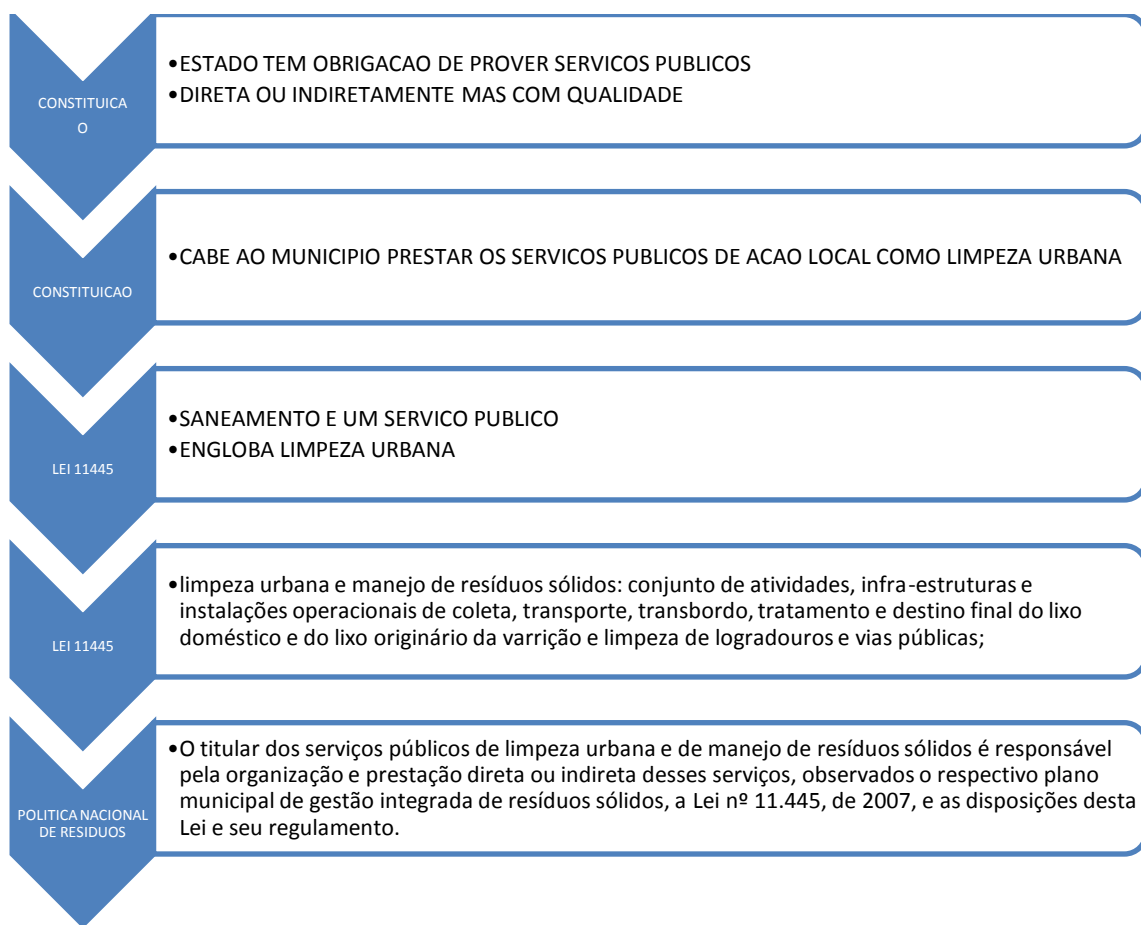 CONSTITUICA
O
•ESTADO TEM OBRIGACAO DE PROVER SERVICOS PUBLICOS
•DIRETA OU INDIRETAMENTE MAS COM QUALIDADE
CONSTITUICAO
•CABE AO MUNICIPIO PRESTAR OS SERVICOS PUBLICOS DE ACAO LOCAL COMO LIMPEZA URBANA
LEI 11445
•SANEAMENTO E UM SERVICO PUBLICO
•ENGLOBA LIMPEZA URBANA
LEI 11445
•limpeza urbana e manejo de resíduos sólidos: conjunto de atividades, infra-estruturas e
instalações operacionais de coleta, transporte, transbordo, tratamento e destino final do lixo
doméstico e do lixo originário da varrição e limpeza de logradouros e vias públicas;
POLITICA NACIONAL
DE RESIDUOS
•O titular dos serviços públicos de limpeza urbana e de manejo de resíduos sólidos é responsável
pela organização e prestação direta ou indireta desses serviços, observados o respectivo plano
municipal de gestão integrada de resíduos sólidos, a Lei nº 11.445, de 2007, e as disposições desta
Lei e seu regulamento.